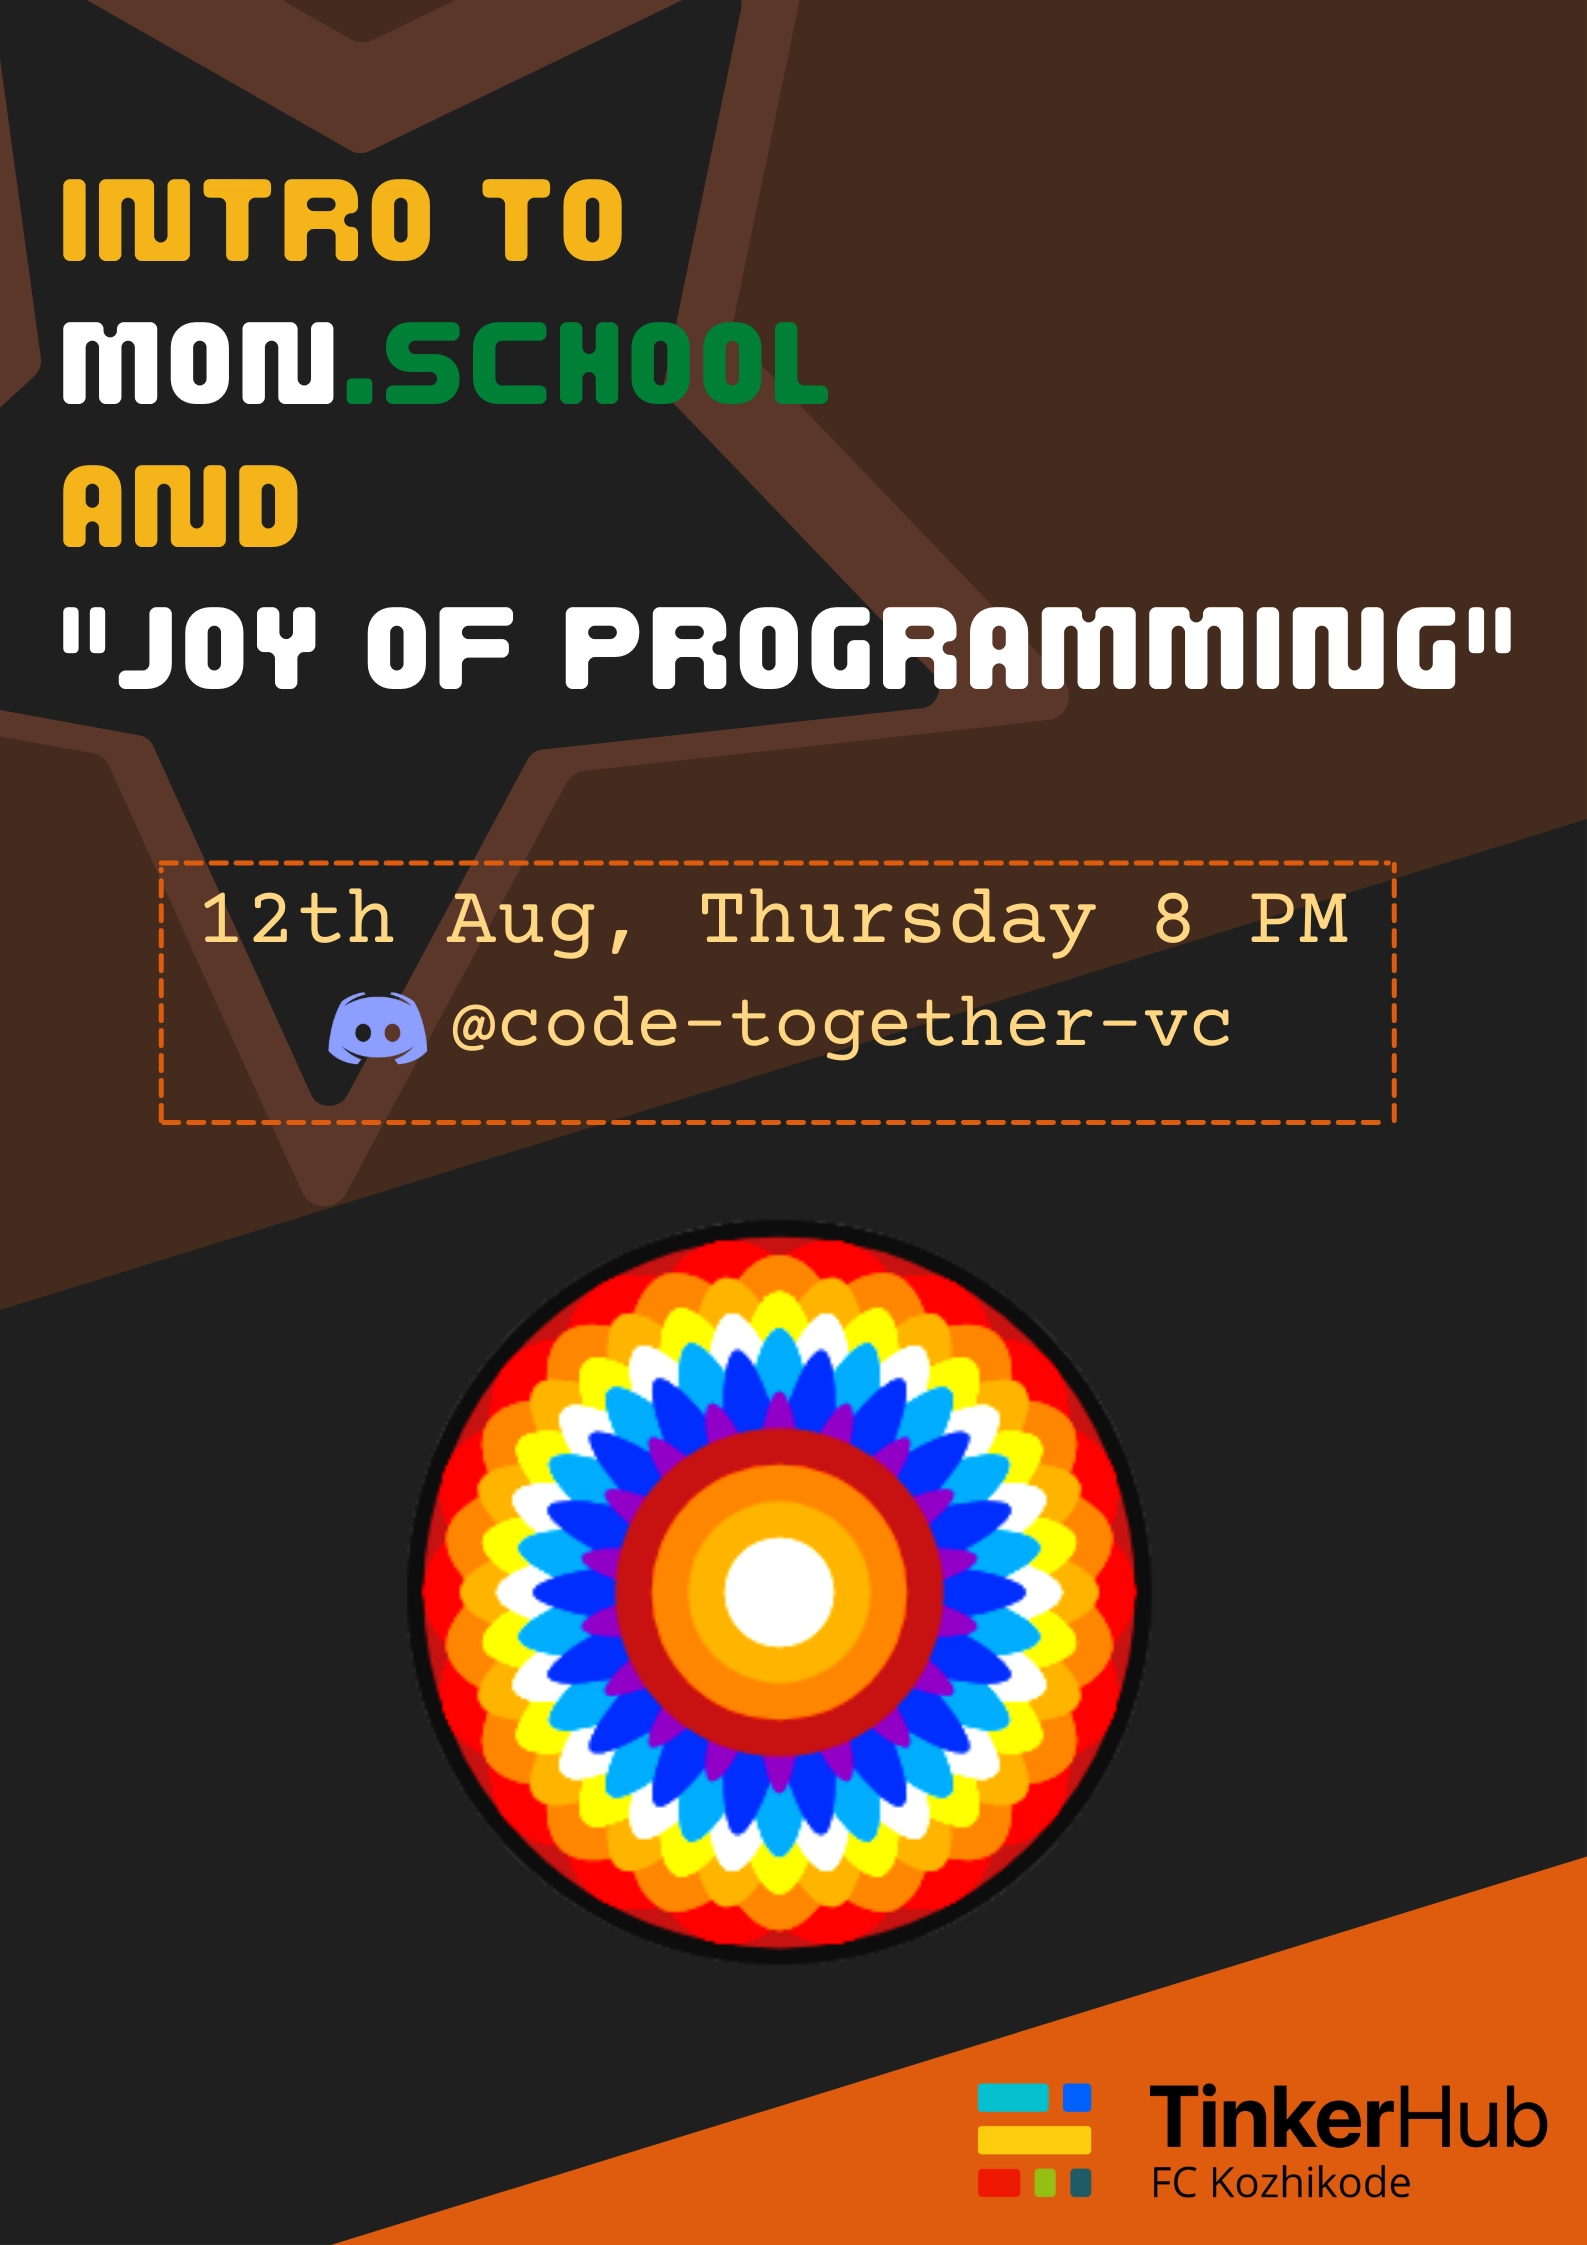 INTRO TO
MON.SCHOOL
AND
"JOY OF PROGRAMMING"
12th Aug, Thursday 8 PM
@code-together-vc
TinkerHub
FC Kozhikode